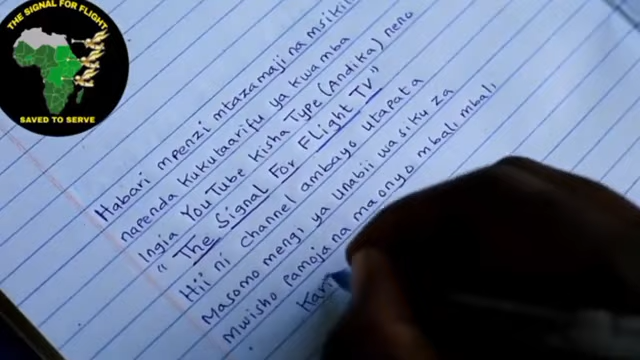 THE SIGNAL FOR FLIGHT
SAVED TO SERVE
Habari mpenzi mtazamaji na
napenda kukutaarifu ya kwamba
Ingia YouTube kisha Type (Andika) neno
"The Signal For Flight TV"
Hii ni channel ambayo utapata
masomo mengi ya unabii wa siku za
mwisho pamoja na maonyo mbali mbali